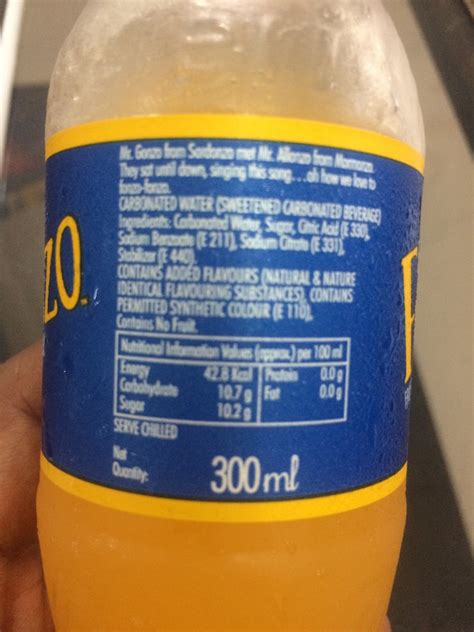 Mr. Gonzo from Sordonzo met Mr. Allonzo from Mormonzo.
They sat until down, singing this song...oh how we love to
fonzo-fonzo.
CARBONATED WATER (SWEETENED CARBONATED BEVERAGE)
Ingredients: Carbonated Water, Sugar, Citric Acid (E 330),
Sodium Benzoate (E 211), Sodium Citrate (E 331),
Stabilizer (E 440).
CONTAINS ADDED FLAVOURS (NATURAL & NATURE
IDENTICAL FLAVOURING SUBSTANCES), CONTAINS
PERMITTED SYNTHETIC COLOUR (E 110),
Contains No Fruit.
Nutritional Information Values (approx.) per 100 ml
Energy 42.8 Kcal Protein 0.0 g
Carbohydrate 10.7 g Fat 0.0 g
Sugar 10.2 g
SERVE CHILLED
Net
Quantity: 300 ml
ZO